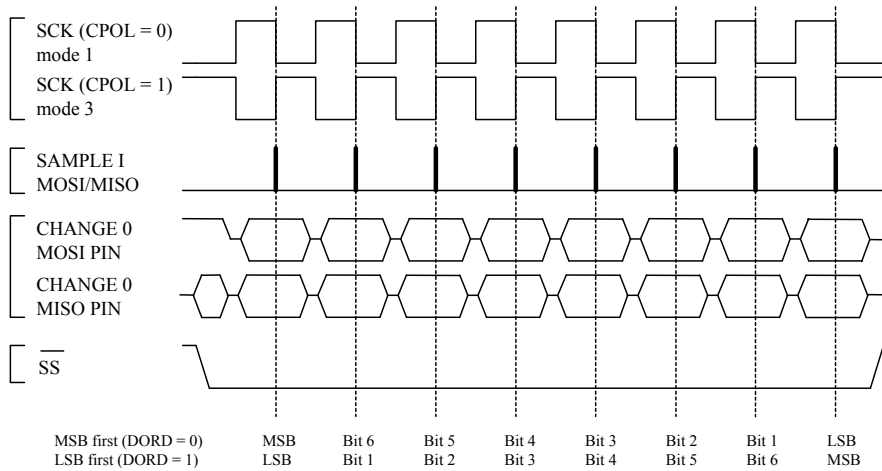 SCK (CPOL = 0)
mode 1
SCK (CPOL = 1)
mode 3
SAMPLE I
MOSI/MISO
CHANGE 0
MOSI PIN
CHANGE 0
MISO PIN
SS
MSB first (DORD = 0) MSB Bit 6 Bit 5 Bit 4 Bit 3 Bit 2 Bit 1 LSB
LSB first (DORD = 1) LSB Bit 1 Bit 2 Bit 3 Bit 4 Bit 5 Bit 6 MSB